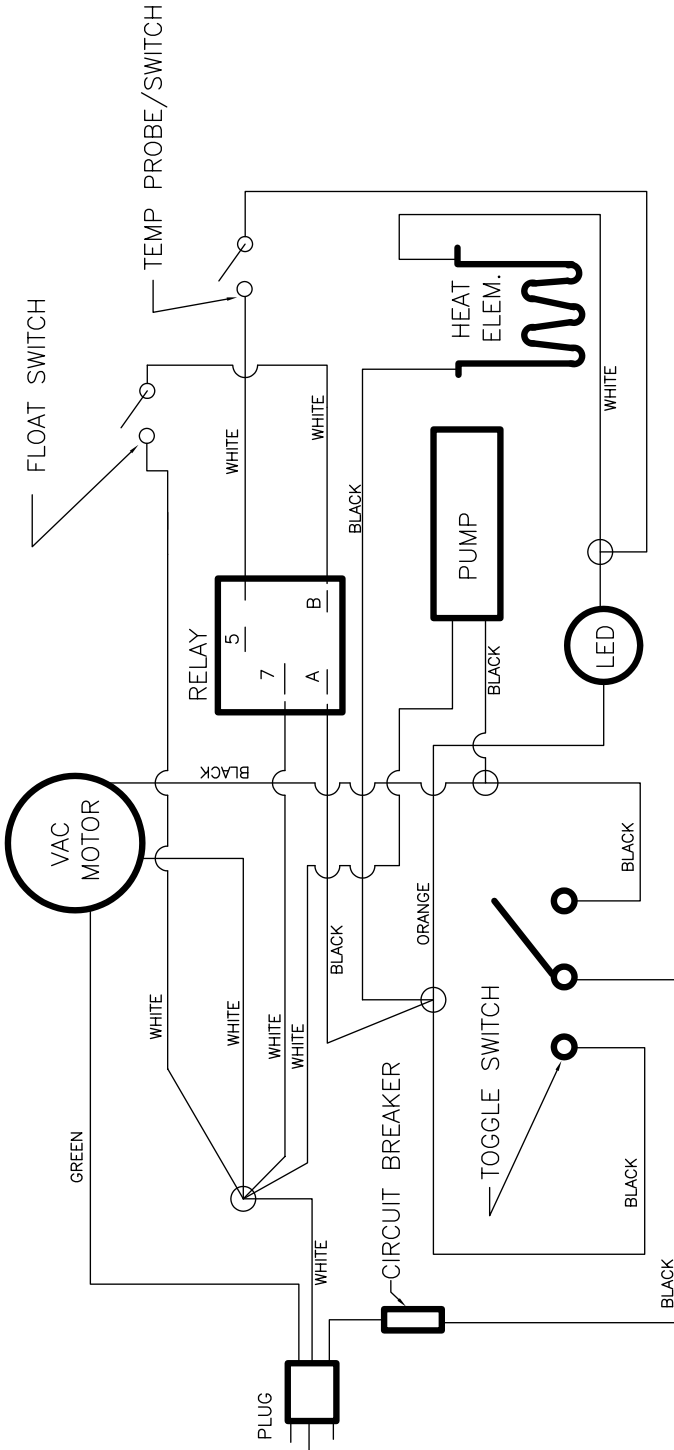 FLOAT SWITCH
TEMP PROBE/SWITCH
VAC
MOTOR
RELAY
5
7
A
B
WHITE
WHITE
BLACK
HEAT
ELEM.
PUMP
WHITE
BLACK
LED
BLACK
GREEN
WHITE
WHITE
WHITE
WHITE
BLACK
ORANGE
BLACK
WHITE
PLUG
CIRCUIT BREAKER
TOGGLE SWITCH
BLACK
BLACK